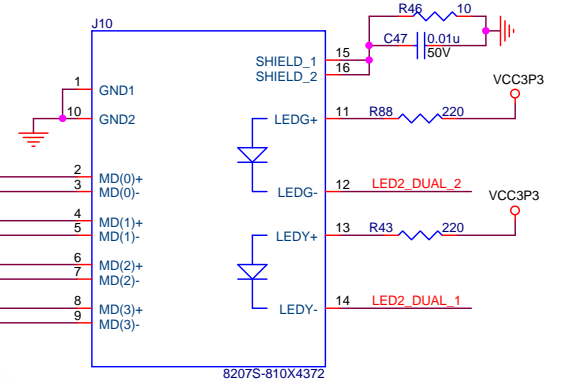 J10
R46 10
C47 0.01u
50V
SHIELD_1 15
SHIELD_2 16
VCC3P3
1 GND1
10 GND2
LEDG+ 11 R88 220
2 MD(0)+
3 MD(0)-
LEDG- 12 LED2_DUAL_2
VCC3P3
4 MD(1)+
5 MD(1)-
LEDY+ 13 R43 220
6 MD(2)+
7 MD(2)-
8 MD(3)+
9 MD(3)-
LEDY- 14 LED2_DUAL_1
8207S-810X4372